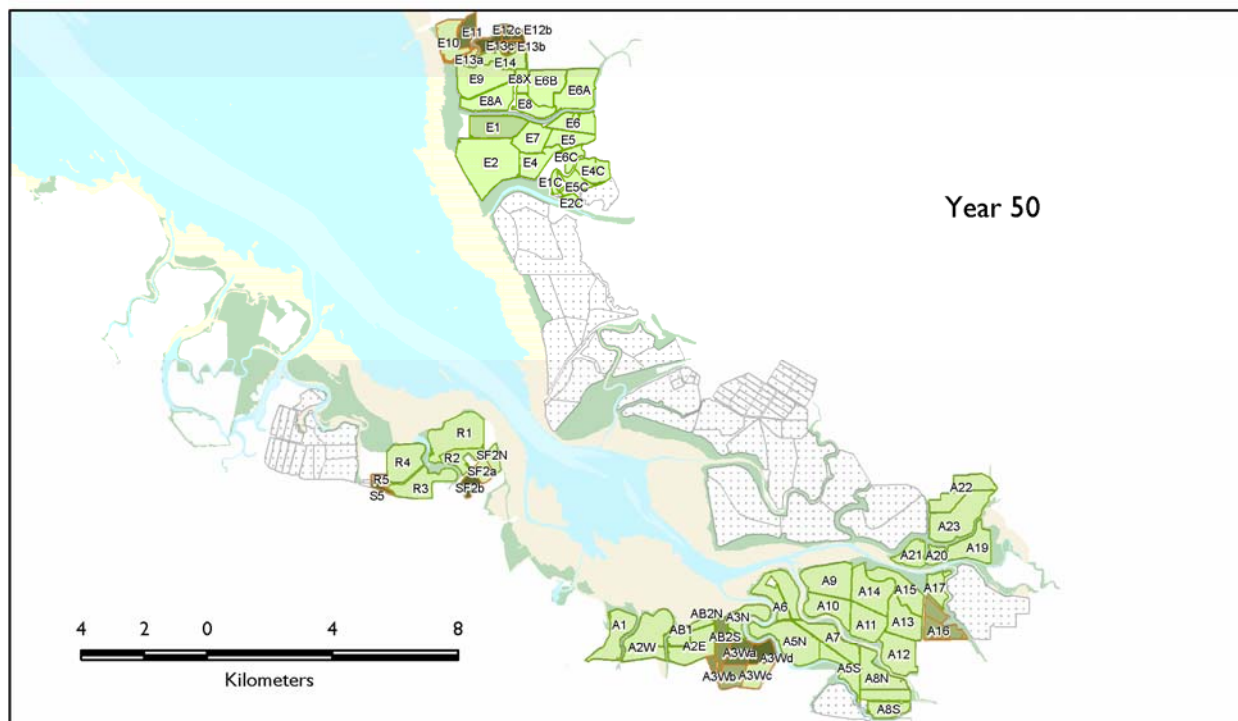 E11
E12c
E12b
E10
E13c
E13b
E13a
E14
E9
E8X
E6B
E6A
E8A
E8
E1
E6
E7
E5
E2
E4
E6C
E4C
E1C
E5C
E2C
Year 50
R1
R4
R2
SF2N
SF2a
R5
R3
SF2b
S5
A22
A23
A21
A20
A19
A9
A14
A15
A17
A6
A10
A11
A13
A16
A1
AB2N
A3N
AB1
AB2S
A2W
A2E
A5N
A7
A12
A3Wa
A3Wd
A3Wb
A3Wc
A5S
A8N
A8S
4 2 0 4 8
Kilometers